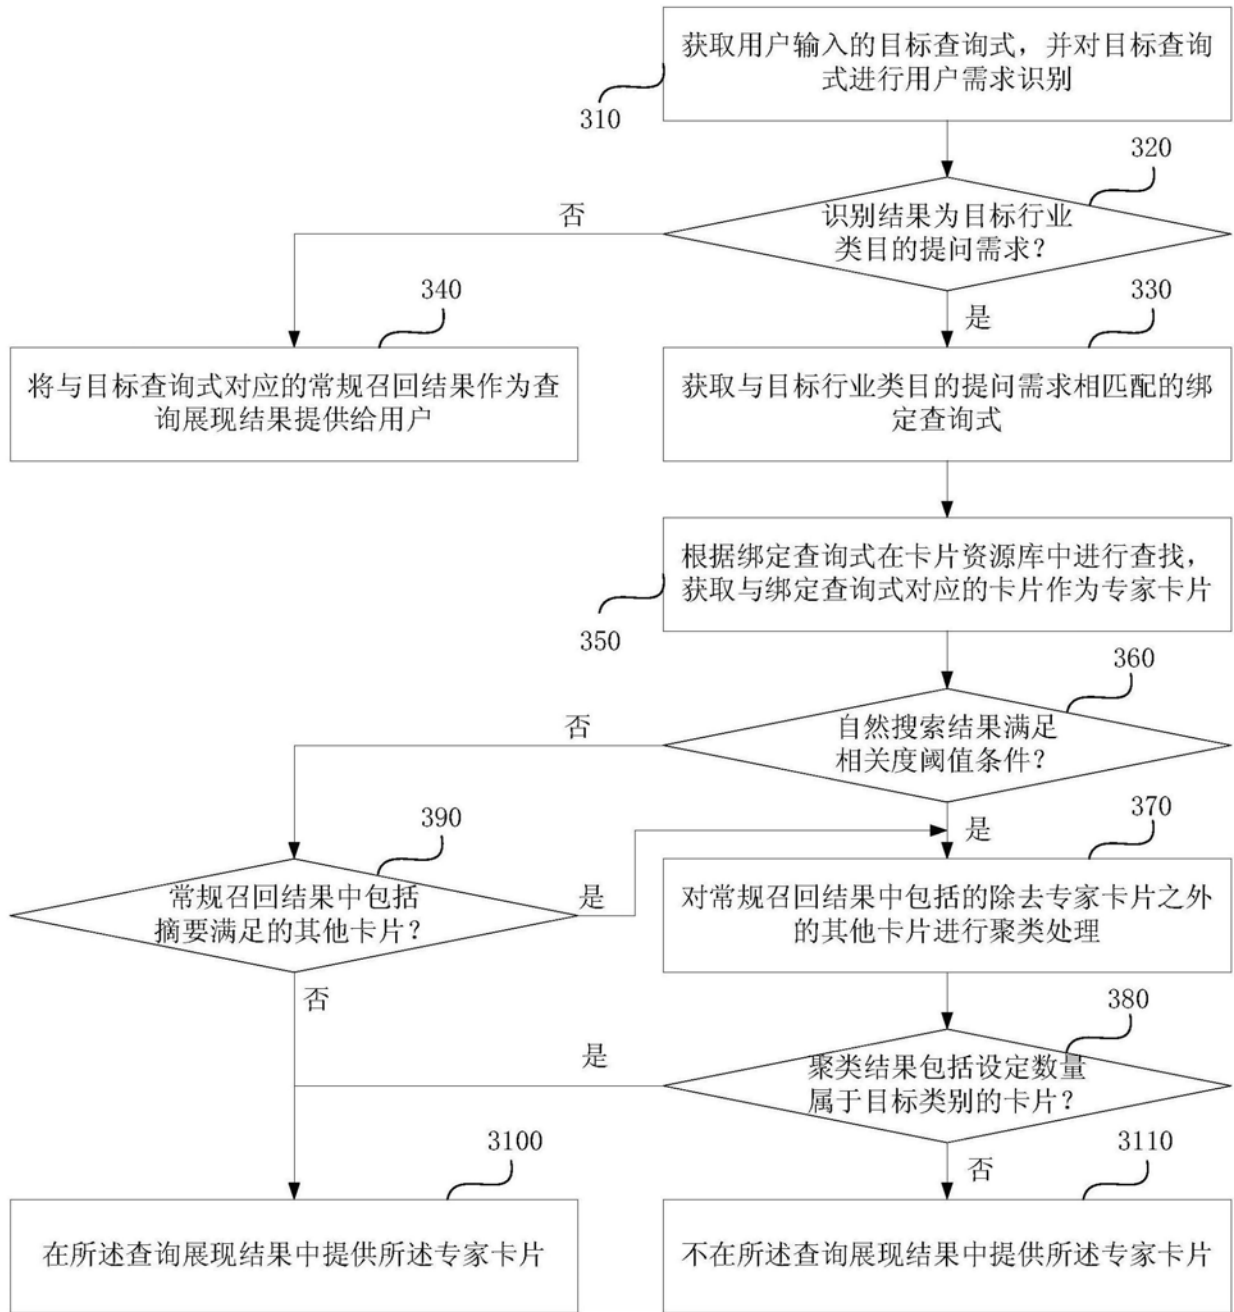 获取用户输入的目标查询式，并对目标查询
式进行用户需求识别
310
320
识别结果为目标行业
类目的提问需求？
否
是
340
将与目标查询式对应的常规召回结果作为查
询展现结果提供给用户
330
获取与目标行业类目的提问需求相匹配的绑
定查询式
根据绑定查询式在卡片资源库中进行查找，
获取与绑定查询式对应的卡片作为专家卡片
350
360
自然搜索结果满足
相关度阈值条件？
否
是
390
常规召回结果中包括
摘要满足的其他卡片？
是
否
370
对常规召回结果中包括的除去专家卡片之外
的其他卡片进行聚类处理
380
聚类结果包括设定数量
属于目标类别的卡片？
是
否
3100
在所述查询展现结果中提供所述专家卡片
3110
不在所述查询展现结果中提供所述专家卡片